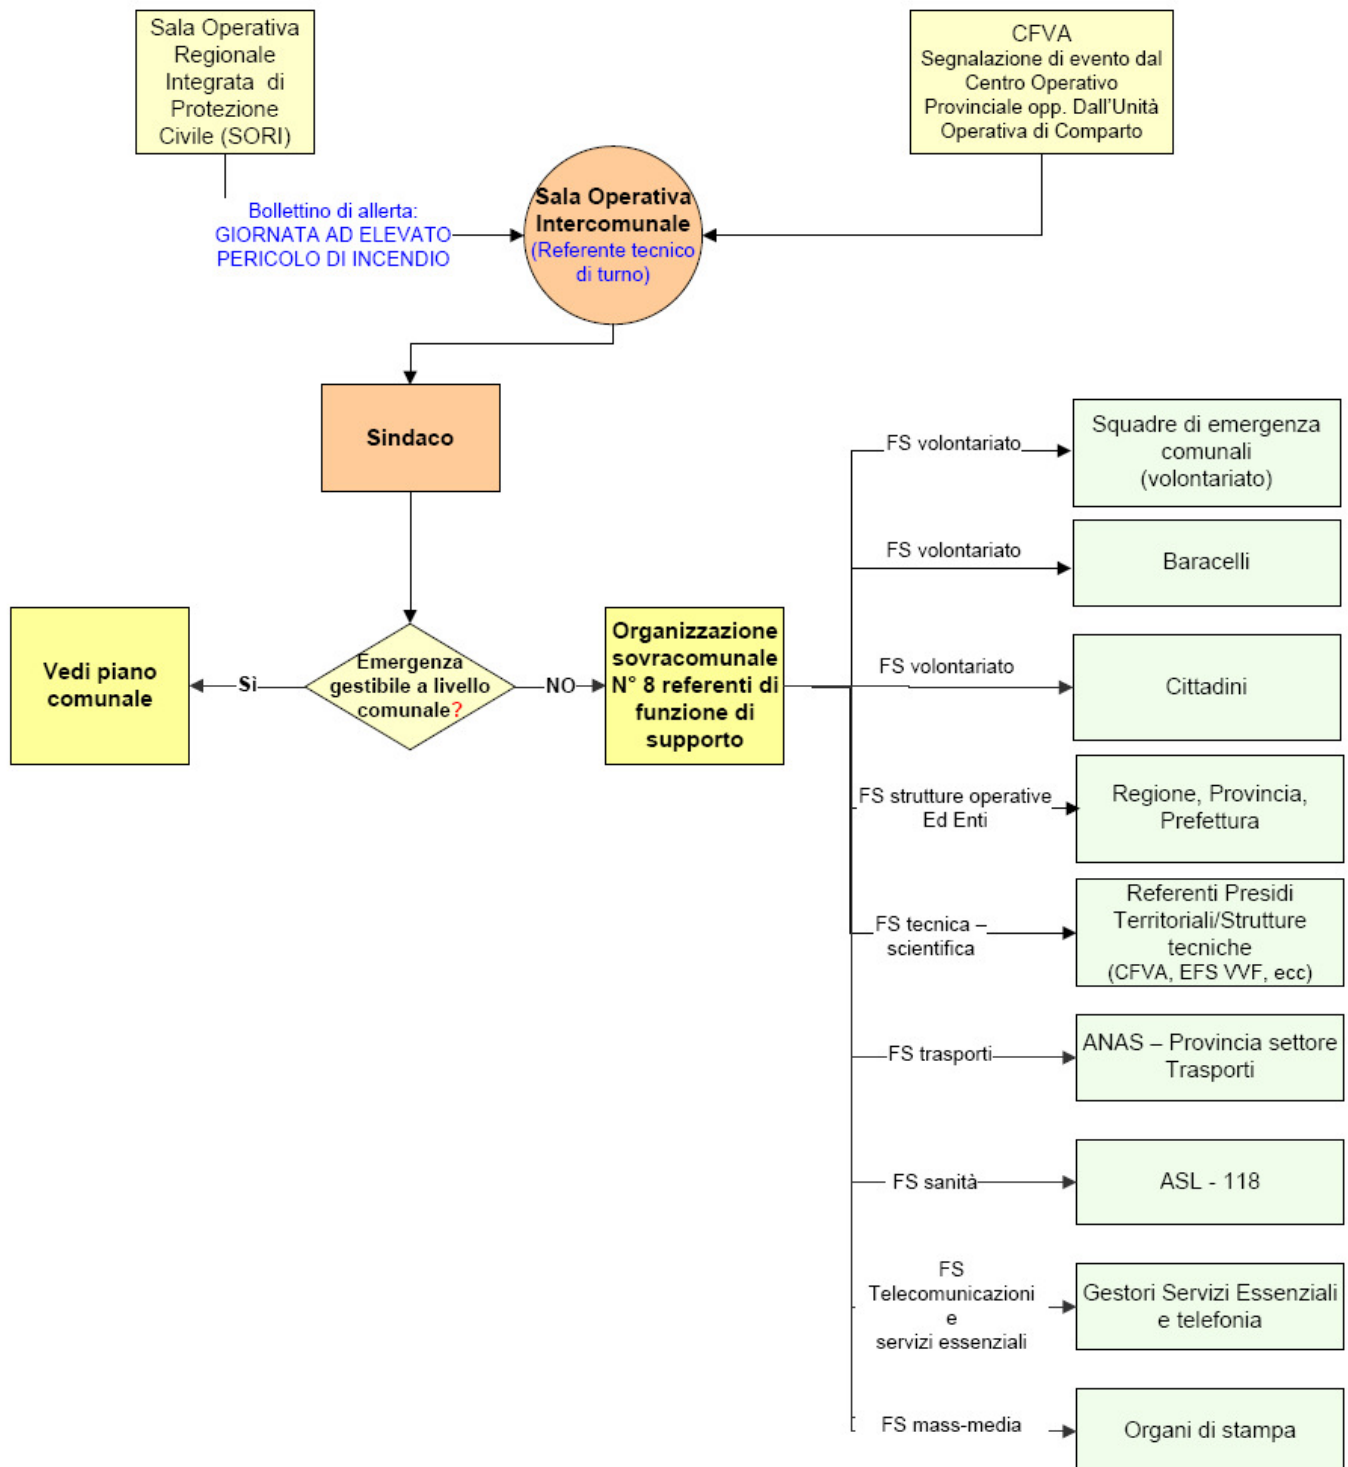 Sala Operativa
Regionale
Integrata di
Protezione
Civile (SORI)
CFVA
Segnalazione di evento dal
Centro Operativo
Provinciale opp. Dall'Unità
Operativa di Comparto
Bollettino di allerta:
GIORNATA AD ELEVATO
PERICOLO DI INCENDIO
Sala Operativa
Intercomunale
(Referente tecnico
di turno)
Sindaco
Vedi piano
comunale
Sì
Emergenza
gestibile a livello
comunale?
NO
Organizzazione
sovracomunale
N° 8 referenti di
funzione di
supporto
FS volontariato
Squadre di emergenza
comunali
(volontariato)
FS volontariato
Baracelli
FS volontariato
Cittadini
FS strutture operative
Ed Enti
Regione, Provincia,
Prefettura
FS tecnica –
scientifica
Referenti Presidi
Territoriali/Strutture
tecniche
(CFVA, EFS VVF, ecc)
FS trasporti
ANAS – Provincia settore
Trasporti
FS sanità
ASL - 118
FS
Telecomunicazioni
e
servizi essenziali
Gestori Servizi Essenziali
e telefonia
FS mass-media
Organi di stampa